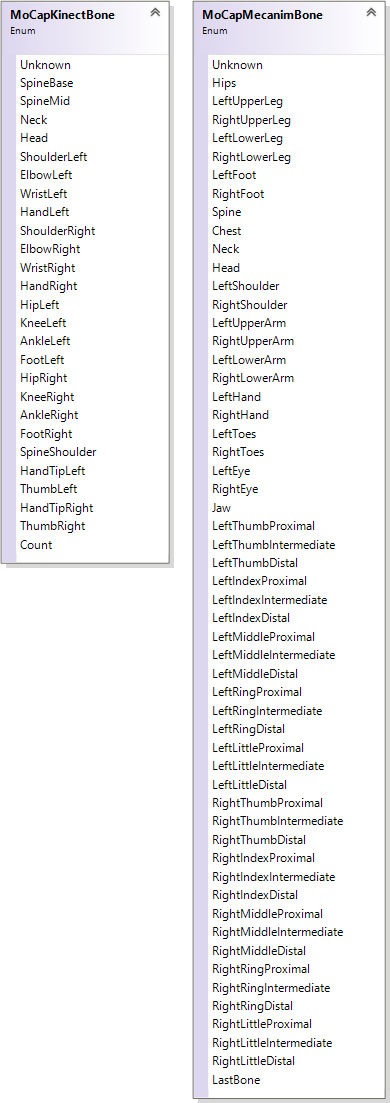 MoCapKinectBone
Enum
Unknown
SpineBase
SpineMid
Neck
Head
ShoulderLeft
ElbowLeft
WristLeft
HandLeft
ShoulderRight
ElbowRight
WristRight
HandRight
HipLeft
KneeLeft
AnkleLeft
FootLeft
HipRight
KneeRight
AnkleRight
FootRight
SpineShoulder
HandTipLeft
ThumbLeft
HandTipRight
ThumbRight
Count
MoCapMecanimBone
Enum
Unknown
Hips
LeftUpperLeg
RightUpperLeg
LeftLowerLeg
RightLowerLeg
LeftFoot
RightFoot
Spine
Chest
Neck
Head
LeftShoulder
RightShoulder
LeftUpperArm
RightUpperArm
LeftLowerArm
RightLowerArm
LeftHand
RightHand
LeftToes
RightToes
LeftEye
RightEye
Jaw
LeftThumbProximal
LeftThumbIntermediate
LeftThumbDistal
LeftIndexProximal
LeftIndexIntermediate
LeftIndexDistal
LeftMiddleProximal
LeftMiddleIntermediate
LeftMiddleDistal
LeftRingProximal
LeftRingIntermediate
LeftRingDistal
LeftLittleProximal
LeftLittleIntermediate
LeftLittleDistal
RightThumbProximal
RightThumbIntermediate
RightThumbDistal
RightIndexProximal
RightIndexIntermediate
RightIndexDistal
RightMiddleProximal
RightMiddleIntermediate
RightMiddleDistal
RightRingProximal
RightRingIntermediate
RightRingDistal
RightLittleProximal
RightLittleIntermediate
RightLittleDistal
LastBone